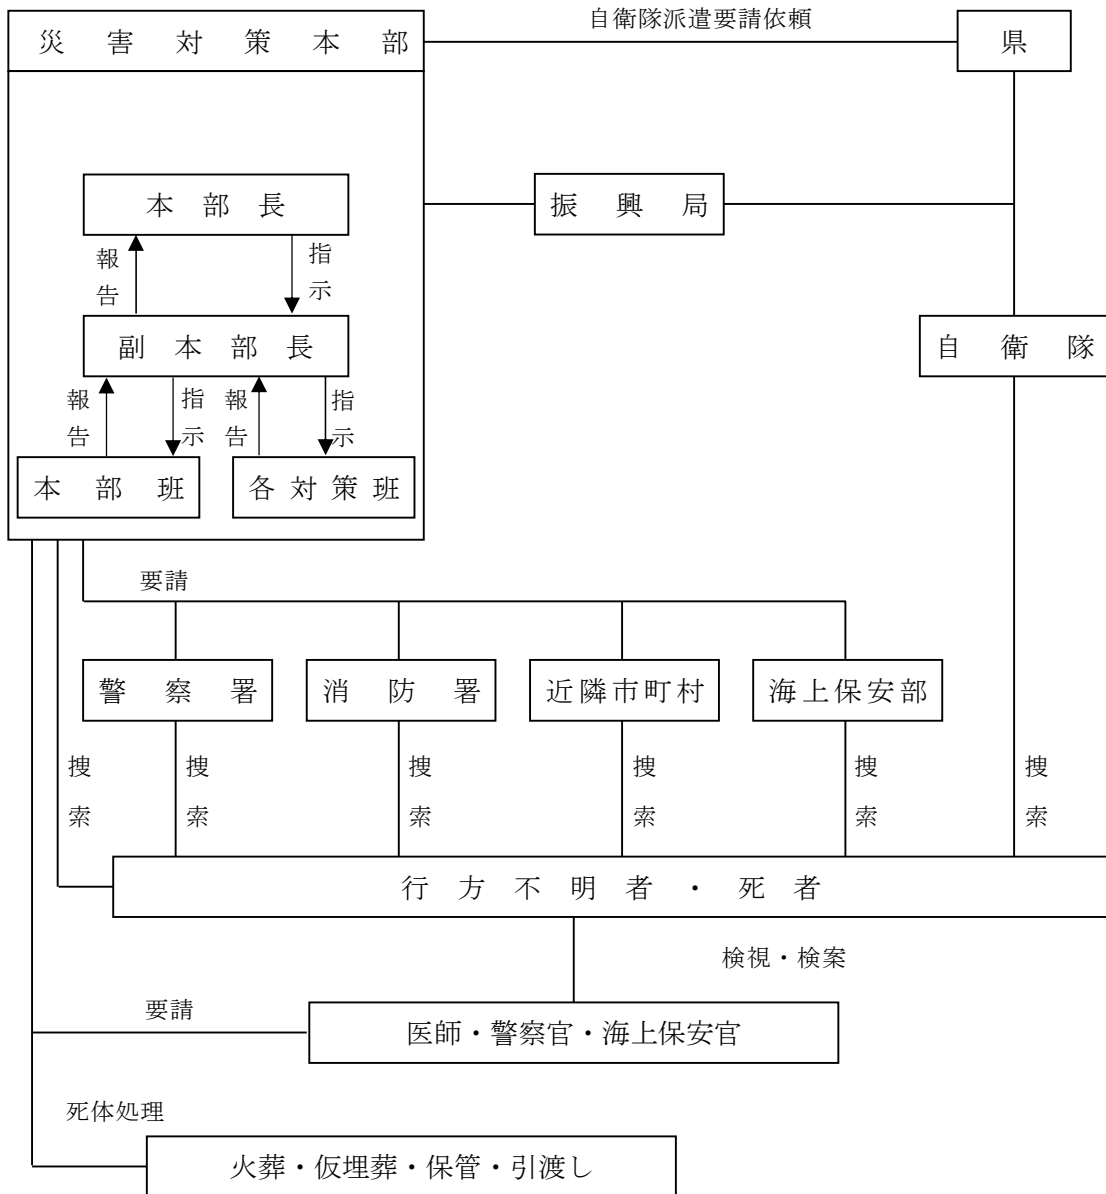 自衛隊派遣要請依頼
災害対策本部
県
本部長
振興局
報告
指示
副本部長
自衛隊
報告
指示
報告
指示
本部班
各対策班
要請
警察署
消防署
近隣市町村
海上保安部
捜索
捜索
捜索
捜索
捜索
捜索
行方不明者・死者
検視・検案
要請
医師・警察官・海上保安官
死体処理
火葬・仮埋葬・保管・引渡し